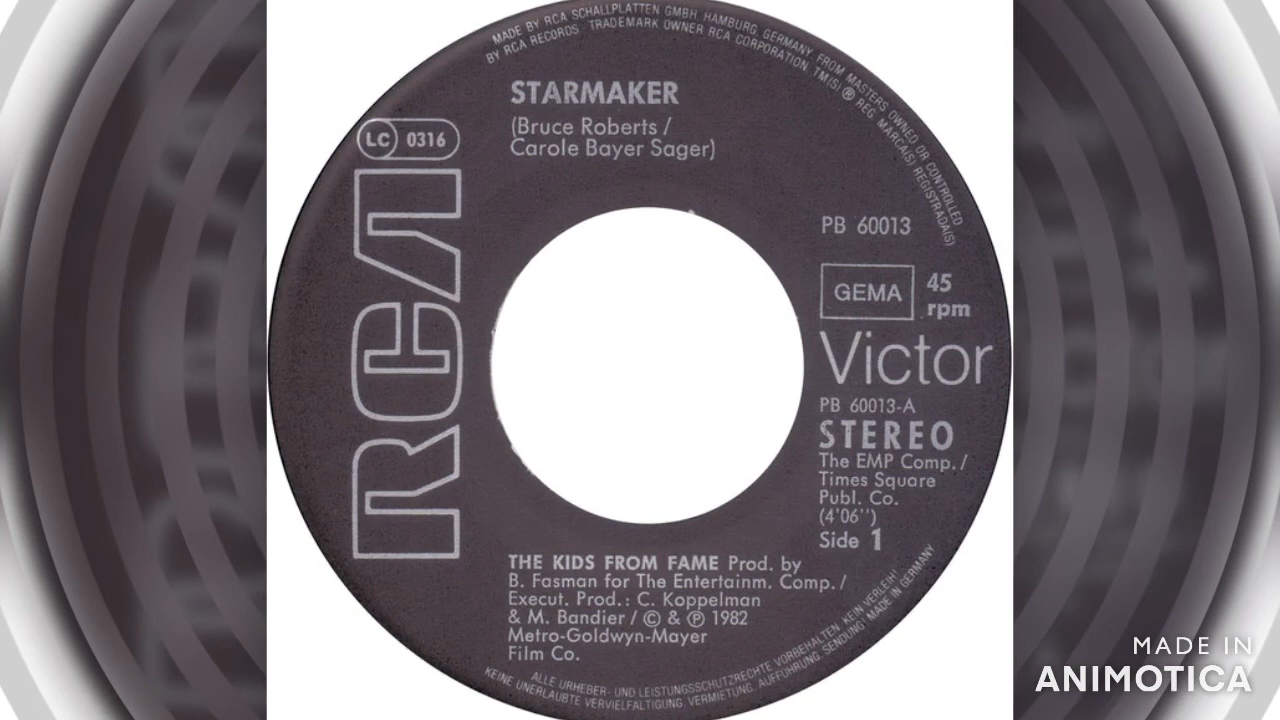 MADE BY RCA SCHALLPLATTEN GMBH, HAMBURG, GERMANY, FROM MASTERS OWNED OR CONTROLLED
BY RCA RECORDS TRADEMARK OWNER RCA CORPORATION. TM(S) ® REG. MARCA(S) REGISTRADA(S)
STARMAKER
(Bruce Roberts /
Carole Bayer Sager)
LC 0316
RCA
PB 60013
GEMA
45
rpm
Victor
PB 60013-A
STEREO
The EMP Comp. /
Times Square
Publ. Co.
(4'06'')
Side 1
THE KIDS FROM FAME Prod. by
B. Fasman for The Entertainm. Comp. /
Execut. Prod.: C. Koppelman
& M. Bandier / © & ℗ 1982
Metro-Goldwyn-Mayer
Film Co.
ALLE URHEBER- UND LEISTUNGSSCHUTZRECHTE VORBEHALTEN. KEIN VERLEIH!
KEINE UNERLAUBTE VERVIELFÄLTIGUNG, VERMIETUNG, AUFFÜHRUNG, SENDUNG! MADE IN GERMANY
MADE IN
ANIMOTICA